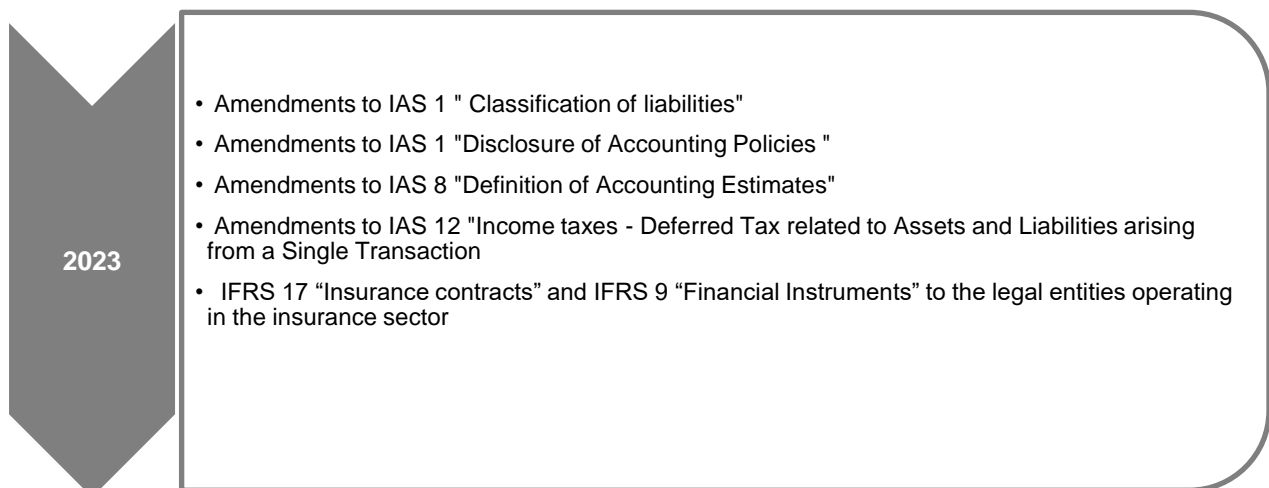 2023
• Amendments to IAS 1 " Classification of liabilities"
• Amendments to IAS 1 "Disclosure of Accounting Policies "
• Amendments to IAS 8 "Definition of Accounting Estimates"
• Amendments to IAS 12 "Income taxes - Deferred Tax related to Assets and Liabilities arising
from a Single Transaction
• IFRS 17 “Insurance contracts” and IFRS 9 “Financial Instruments” to the legal entities operating
in the insurance sector